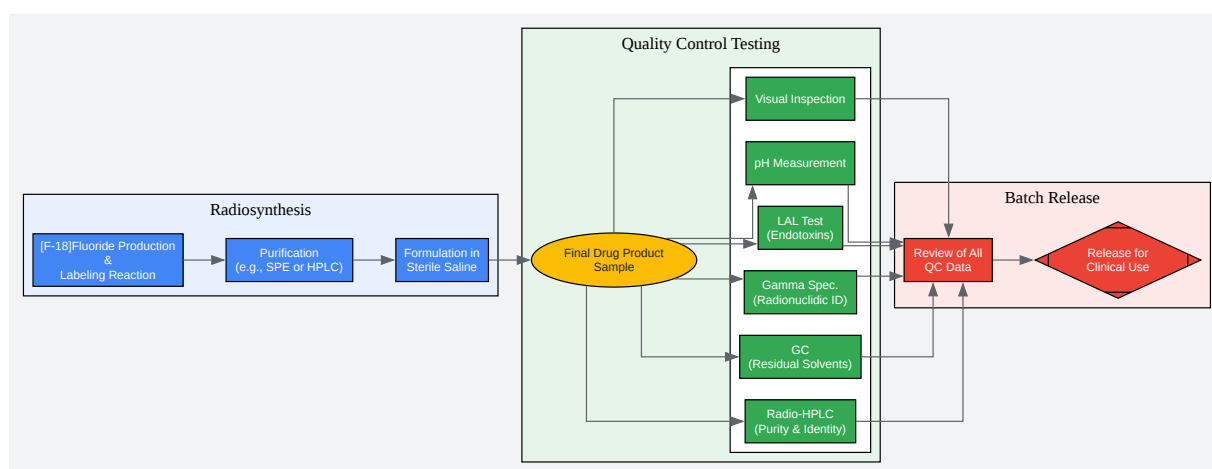 Radiosynthesis
[F-18]Fluoride Production
&
Labeling Reaction
Purification
(e.g., SPE or HPLC)
Formulation in
Sterile Saline
Quality Control Testing
Final Drug Product
Sample
Visual Inspection
pH Measurement
LAL Test
(Endotoxins)
Gamma Spec.
(Radionuclidic ID)
GC
(Residual Solvents)
Radio-HPLC
(Purity & Identity)
Batch Release
Review of All
QC Data
Release for
Clinical Use